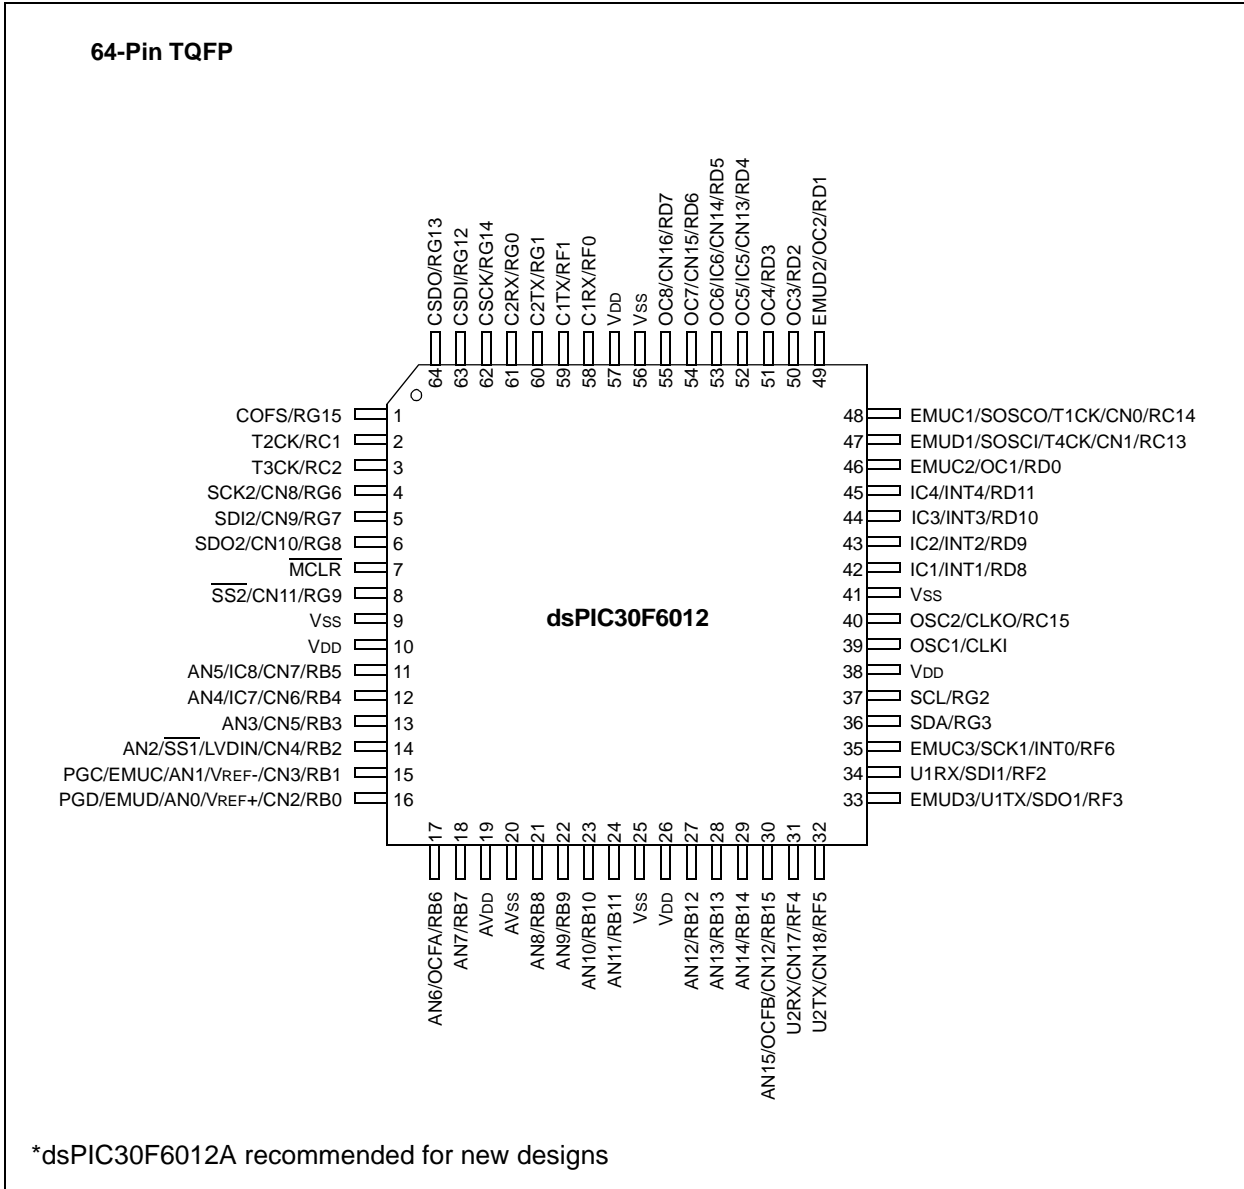 64-Pin TQFP
CSDO/RG13
CSDI/RG12
CSCK/RG14
C2RX/RG0
C2TX/RG1
C1TX/RF1
C1RX/RF0
VDD
VSS
OC8/CN16/RD7
OC7/CN15/RD6
OC6/IC6/CN14/RD5
OC5/IC5/CN13/RD4
OC4/RD3
OC3/RD2
EMUD2/OC2/RD1
64 63 62 61 60 59 58 57 56 55 54 53 52 51 50 49
COFS/RG15 1
T2CK/RC1 2
T3CK/RC2 3
SCK2/CN8/RG6 4
SDI2/CN9/RG7 5
SDO2/CN10/RG8 6
MCLR 7
SS2/CN11/RG9 8
VSS 9
VDD 10
AN5/IC8/CN7/RB5 11
AN4/IC7/CN6/RB4 12
AN3/CN5/RB3 13
AN2/SS1/LVDIN/CN4/RB2 14
PGC/EMUC/AN1/VREF-/CN3/RB1 15
PGD/EMUD/AN0/VREF+/CN2/RB0 16
dsPIC30F6012
48 EMUC1/SOSCO/T1CK/CN0/RC14
47 EMUD1/SOSCI/T4CK/CN1/RC13
46 EMUC2/OC1/RD0
45 IC4/INT4/RD11
44 IC3/INT3/RD10
43 IC2/INT2/RD9
42 IC1/INT1/RD8
41 VSS
40 OSC2/CLKO/RC15
39 OSC1/CLKI
38 VDD
37 SCL/RG2
36 SDA/RG3
35 EMUC3/SCK1/INT0/RF6
34 U1RX/SDI1/RF2
33 EMUD3/U1TX/SDO1/RF3
17 18 19 20 21 22 23 24 25 26 27 28 29 30 31 32
AN6/OCFA/RB6
AN7/RB7
AVDD
AVSS
AN8/RB8
AN9/RB9
AN10/RB10
AN11/RB11
VSS
VDD
AN12/RB12
AN13/RB13
AN14/RB14
AN15/OCFB/CN12/RB15
U2RX/CN17/RF4
U2TX/CN18/RF5
*dsPIC30F6012A recommended for new designs